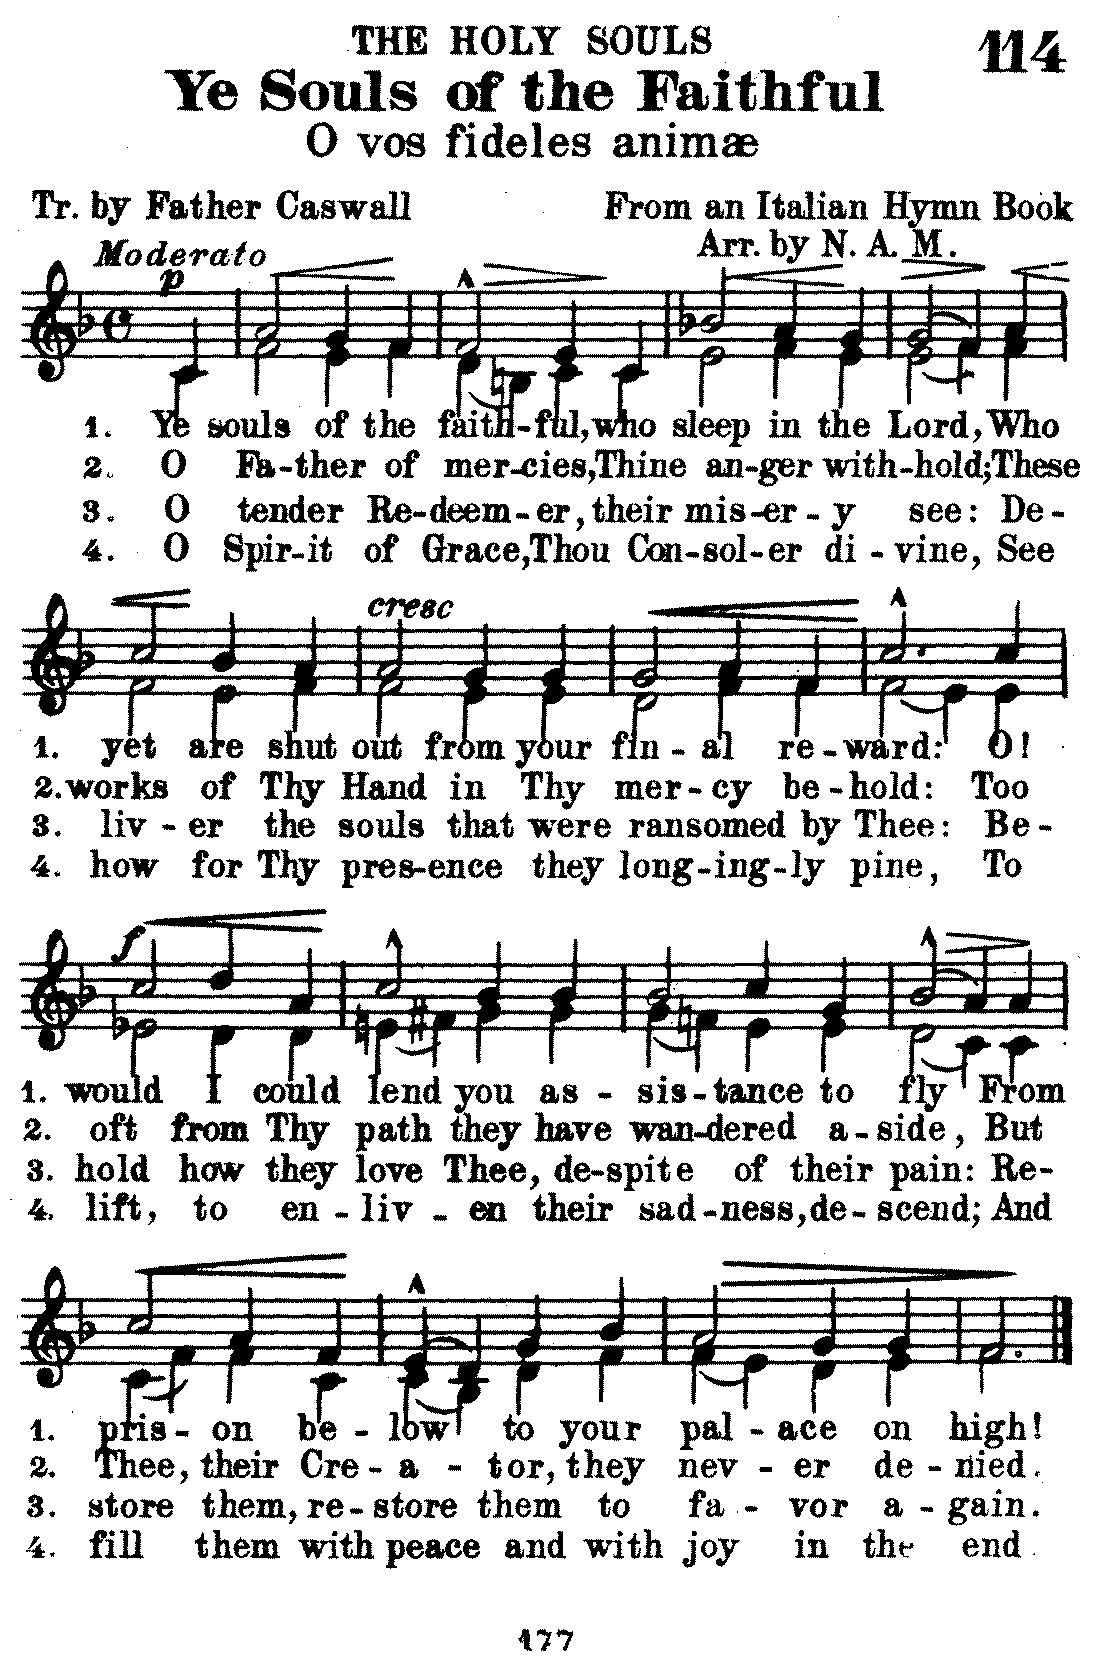 THE HOLY SOULS
114
Ye Souls of the Faithful
O vos fideles animæ
Tr. by Father Caswall
From an Italian Hymn Book
Arr. by N. A. M.
Moderato
p
1. Ye souls of the faith-ful, who sleep in the Lord, Who
2. O Fa-ther of mer-cies, Thine an-ger with-hold; These
3. O tender Re-deem-er, their mis-er-y see: De-
4. O Spir-it of Grace, Thou Con-sol-er di-vine, See
cresc
1. yet are shut out from your fin-al re-ward: O!
2. works of Thy Hand in Thy mer-cy be-hold: Too
3. liv-er the souls that were ransomed by Thee: Be-
4. how for Thy pres-ence they long-ing-ly pine, To
f
1. would I could lend you as-sis-tance to fly From
2. oft from Thy path they have wan-dered a-side, But
3. hold how they love Thee, de-spite of their pain: Re-
4. lift, to en-liv-en their sad-ness, de-scend; And
1. pris-on be-low to your pal-ace on high!
2. Thee, their Cre-a-tor, they nev-er de-nied.
3. store them, re-store them to fa-vor a-gain.
4. fill them with peace and with joy in the end.
177